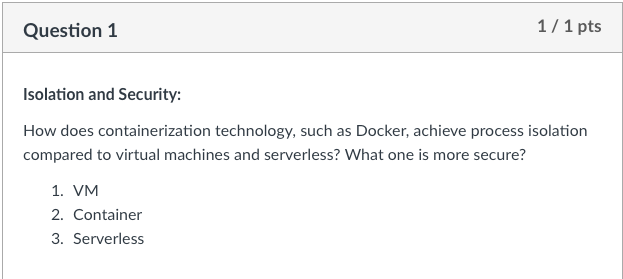 Question 1
1 / 1 pts
Isolation and Security:
How does containerization technology, such as Docker, achieve process isolation
compared to virtual machines and serverless? What one is more secure?
1. VM
2. Container
3. Serverless